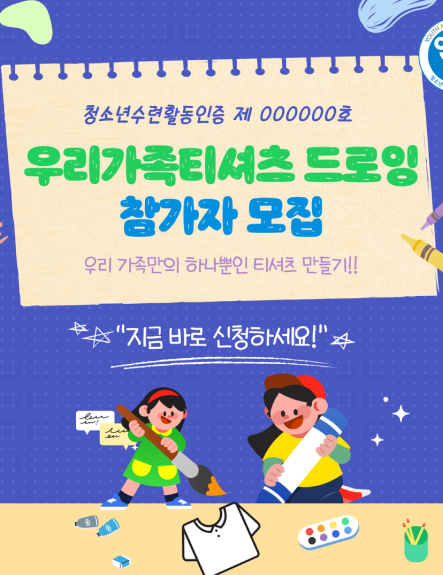 청소년수련활동인증 제 000000호
우리가족티셔츠 드로잉
참가자 모집
우리 가족만의 하나뿐인 티셔츠 만들기!!
"지금 바로 신청하세요!"